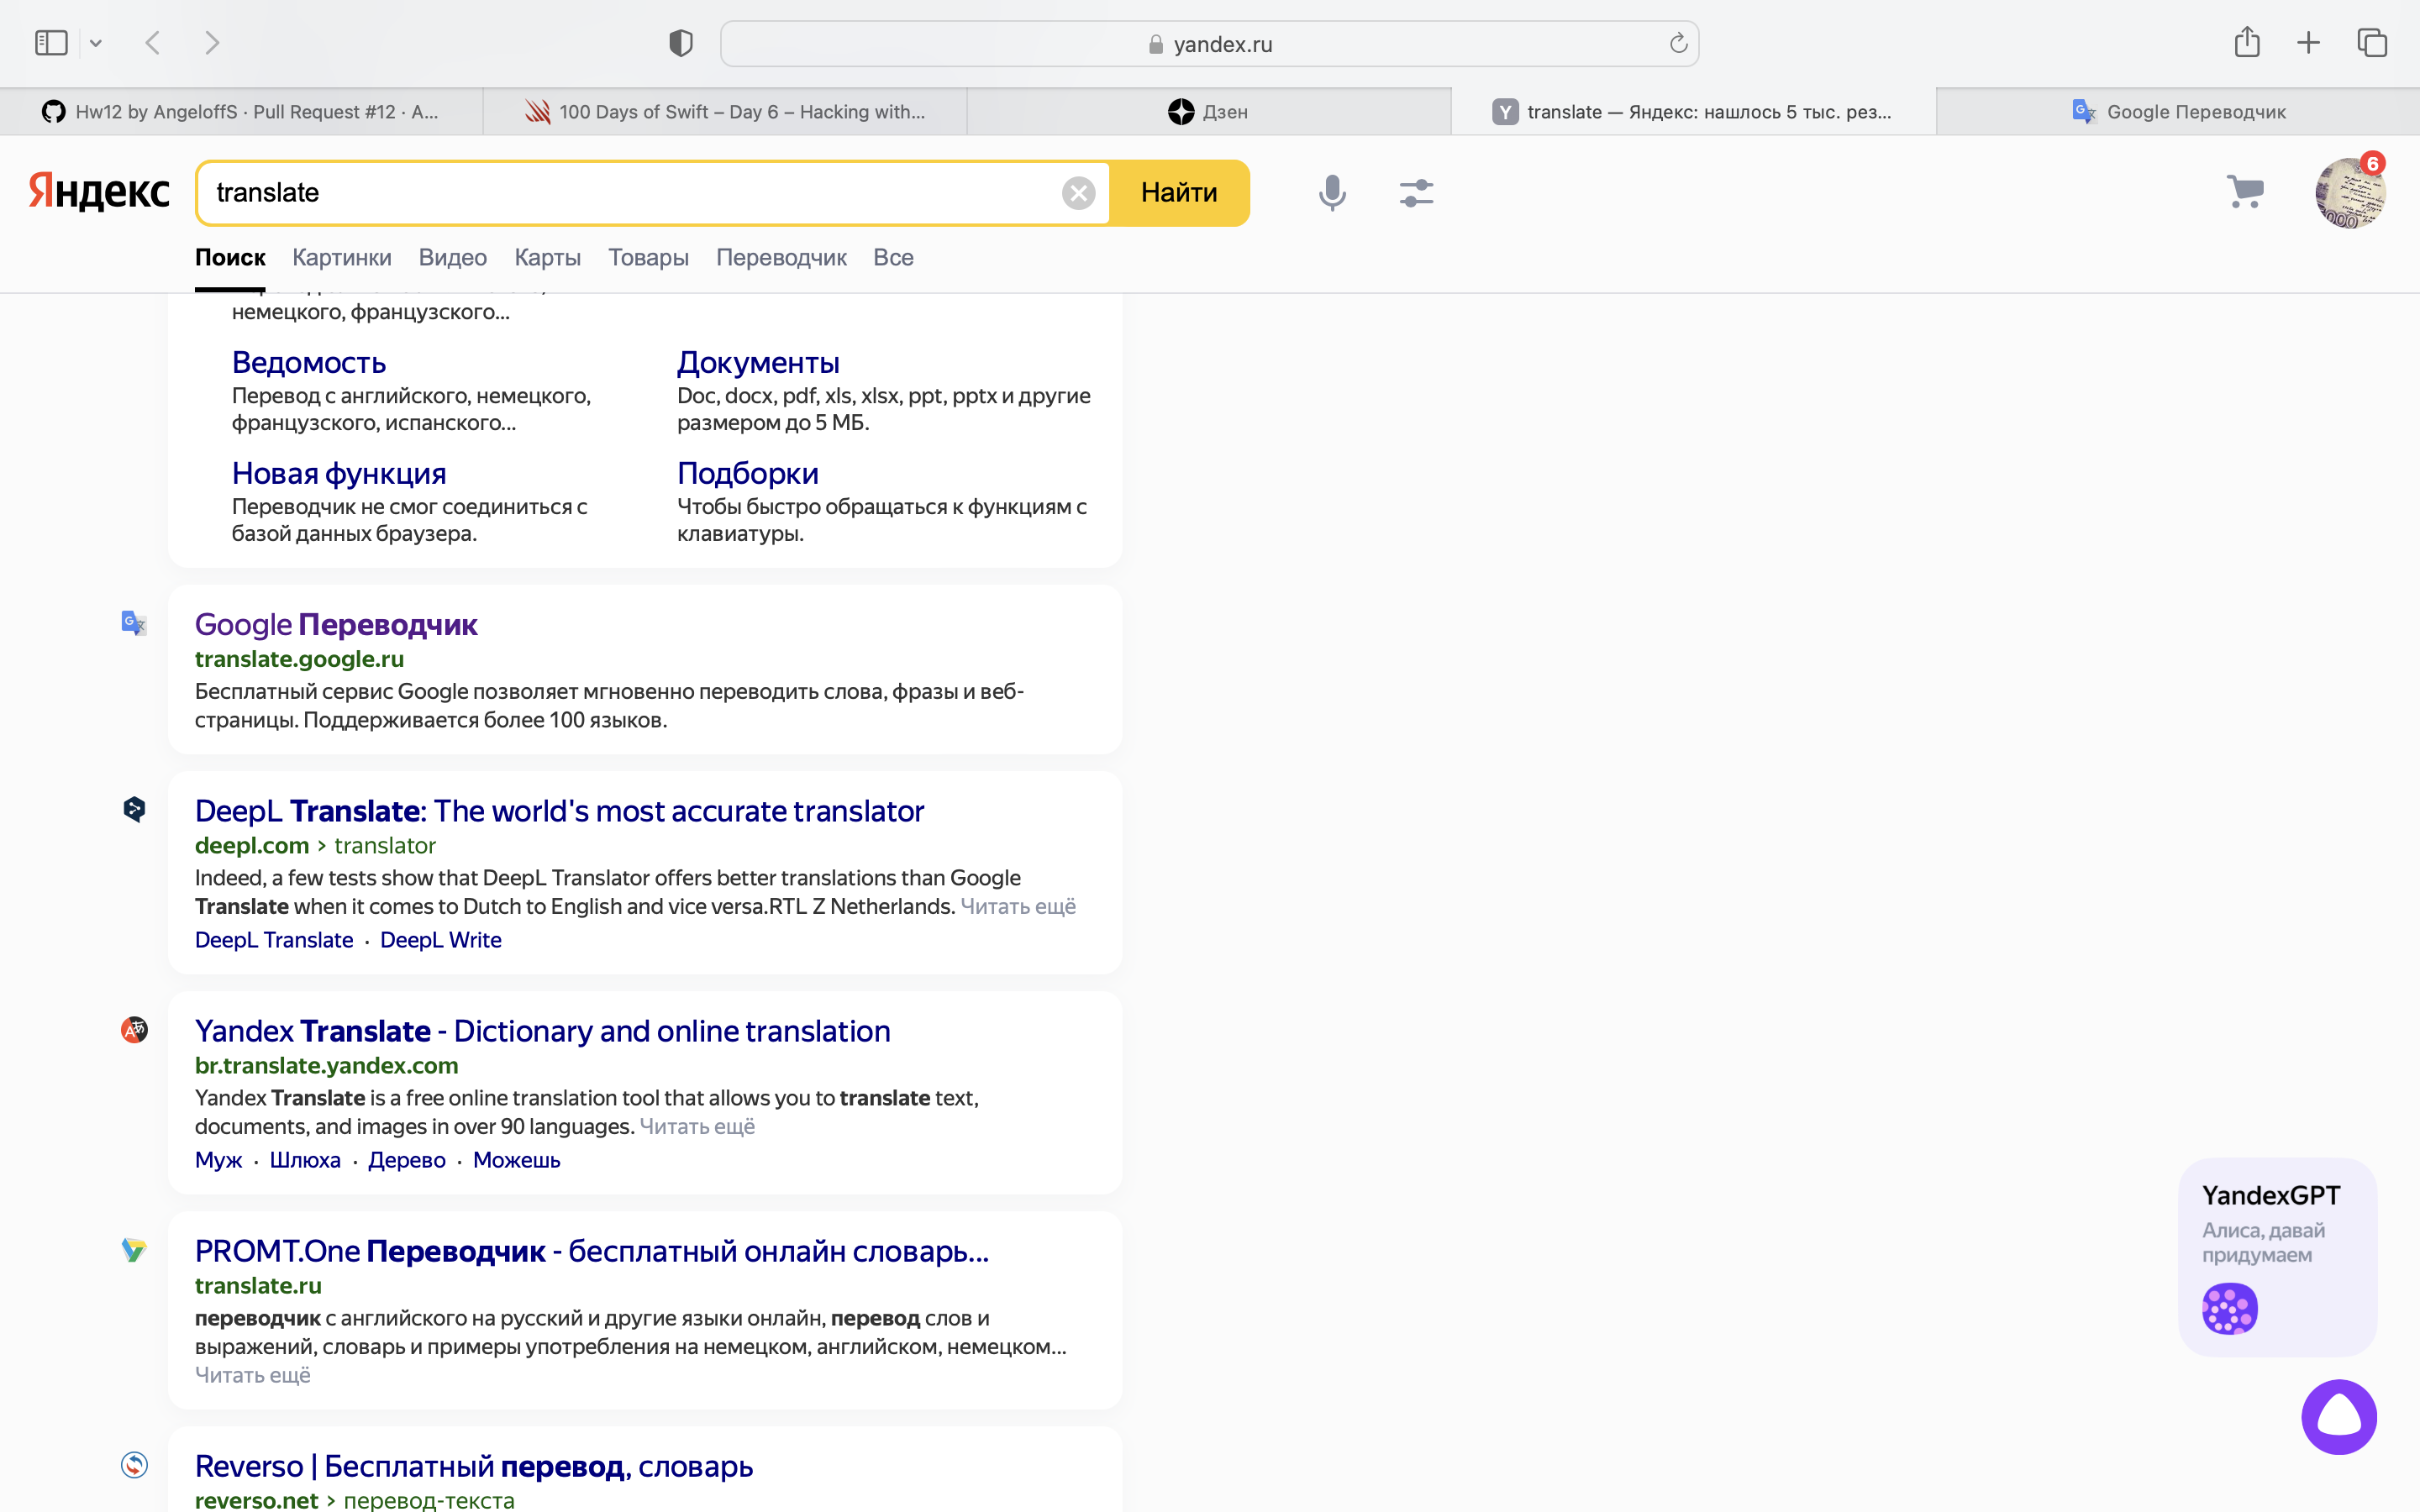 yandex.ru
Hw12 by AngeloffS · Pull Request #12 · A...
100 Days of Swift – Day 6 – Hacking with...
Дзен
Y
translate — Яндекс: нашлось 5 тыс. рез...
Google Переводчик
Яндекс
translate
Найти
6
Поиск
Картинки
Видео
Карты
Товары
Переводчик
Все
немецкого, французского...
Ведомость
Перевод с английского, немецкого,
французского, испанского...
Документы
Doc, docx, pdf, xls, xlsx, ppt, pptx и другие
размером до 5 МБ.
Новая функция
Переводчик не смог соединиться с
базой данных браузера.
Подборки
Чтобы быстро обращаться к функциям с
клавиатуры.
Google Переводчик
translate.google.ru
Бесплатный сервис Google позволяет мгновенно переводить слова, фразы и веб-
страницы. Поддерживается более 100 языков.
DeepL Translate: The world's most accurate translator
deepl.com › translator
Indeed, a few tests show that DeepL Translator offers better translations than Google
Translate when it comes to Dutch to English and vice versa.RTL Z Netherlands. Читать ещё
DeepL Translate · DeepL Write
Yandex Translate - Dictionary and online translation
br.translate.yandex.com
Yandex Translate is a free online translation tool that allows you to translate text,
documents, and images in over 90 languages. Читать ещё
Муж · Шлюха · Дерево · Можешь
PROMT.One Переводчик - бесплатный онлайн словарь...
translate.ru
переводчик с английского на русский и другие языки онлайн, перевод слов и
выражений, словарь и примеры употребления на немецком, английском, немецком...
Читать ещё
Reverso | Бесплатный перевод, словарь
reverso.net › перевод-текста
YandexGPT
Алиса, давай
придумаем